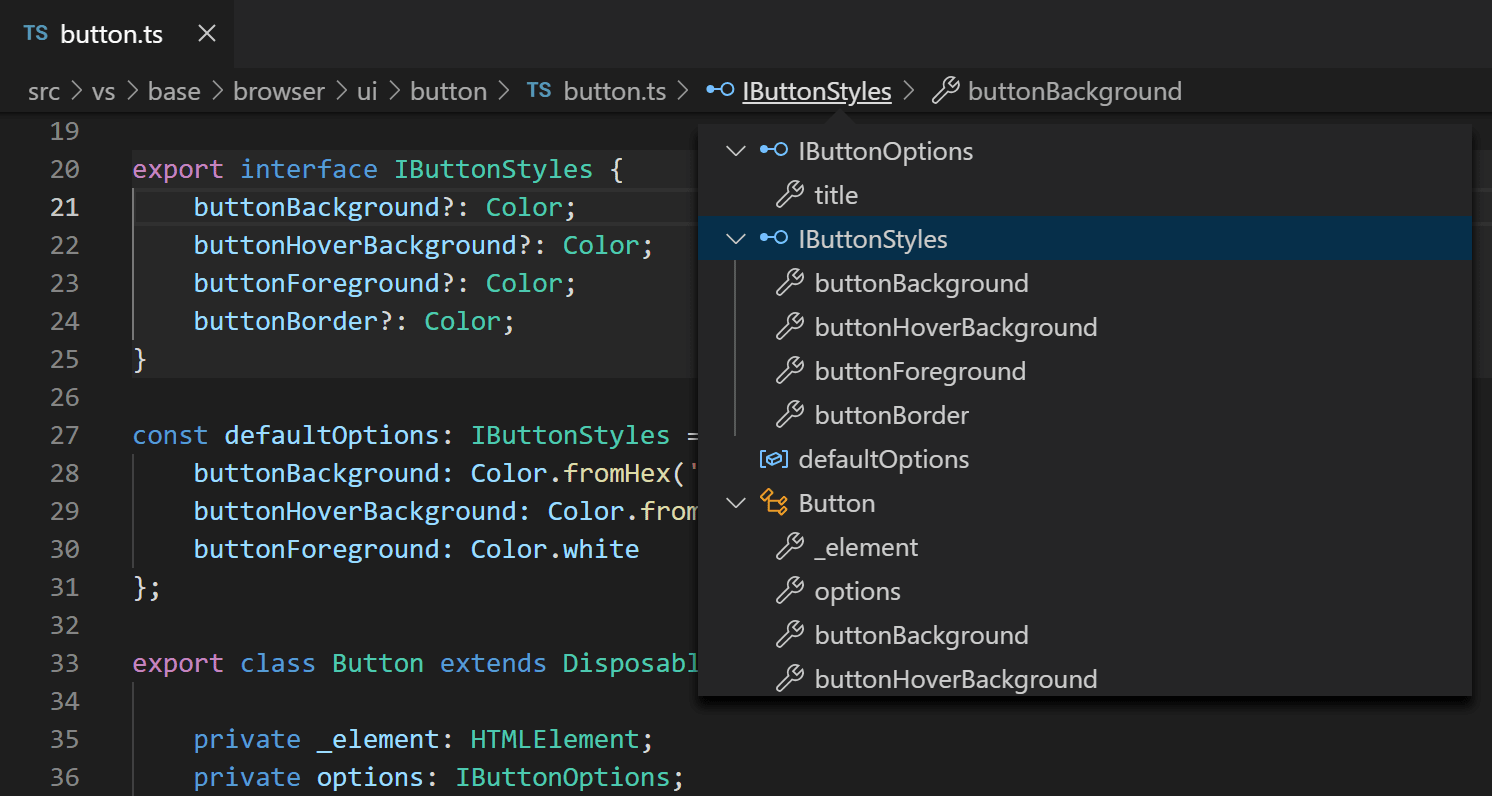 TS button.ts
src > vs > base > browser > ui > button > TS button.ts > IButtonStyles > buttonBackground
19
20 export interface IButtonStyles {
21 buttonBackground?: Color;
22 buttonHoverBackground?: Color;
23 buttonForeground?: Color;
24 buttonBorder?: Color;
25 }
26
27 const defaultOptions: IButtonStyles =
28 buttonBackground: Color.fromHex('
29 buttonHoverBackground: Color.from
30 buttonForeground: Color.white
31 };
32
33 export class Button extends Disposabl
34
35 private _element: HTMLElement;
36 private options: IButtonOptions;
IButtonOptions
title
IButtonStyles
buttonBackground
buttonHoverBackground
buttonForeground
buttonBorder
defaultOptions
Button
_element
options
buttonBackground
buttonHoverBackground